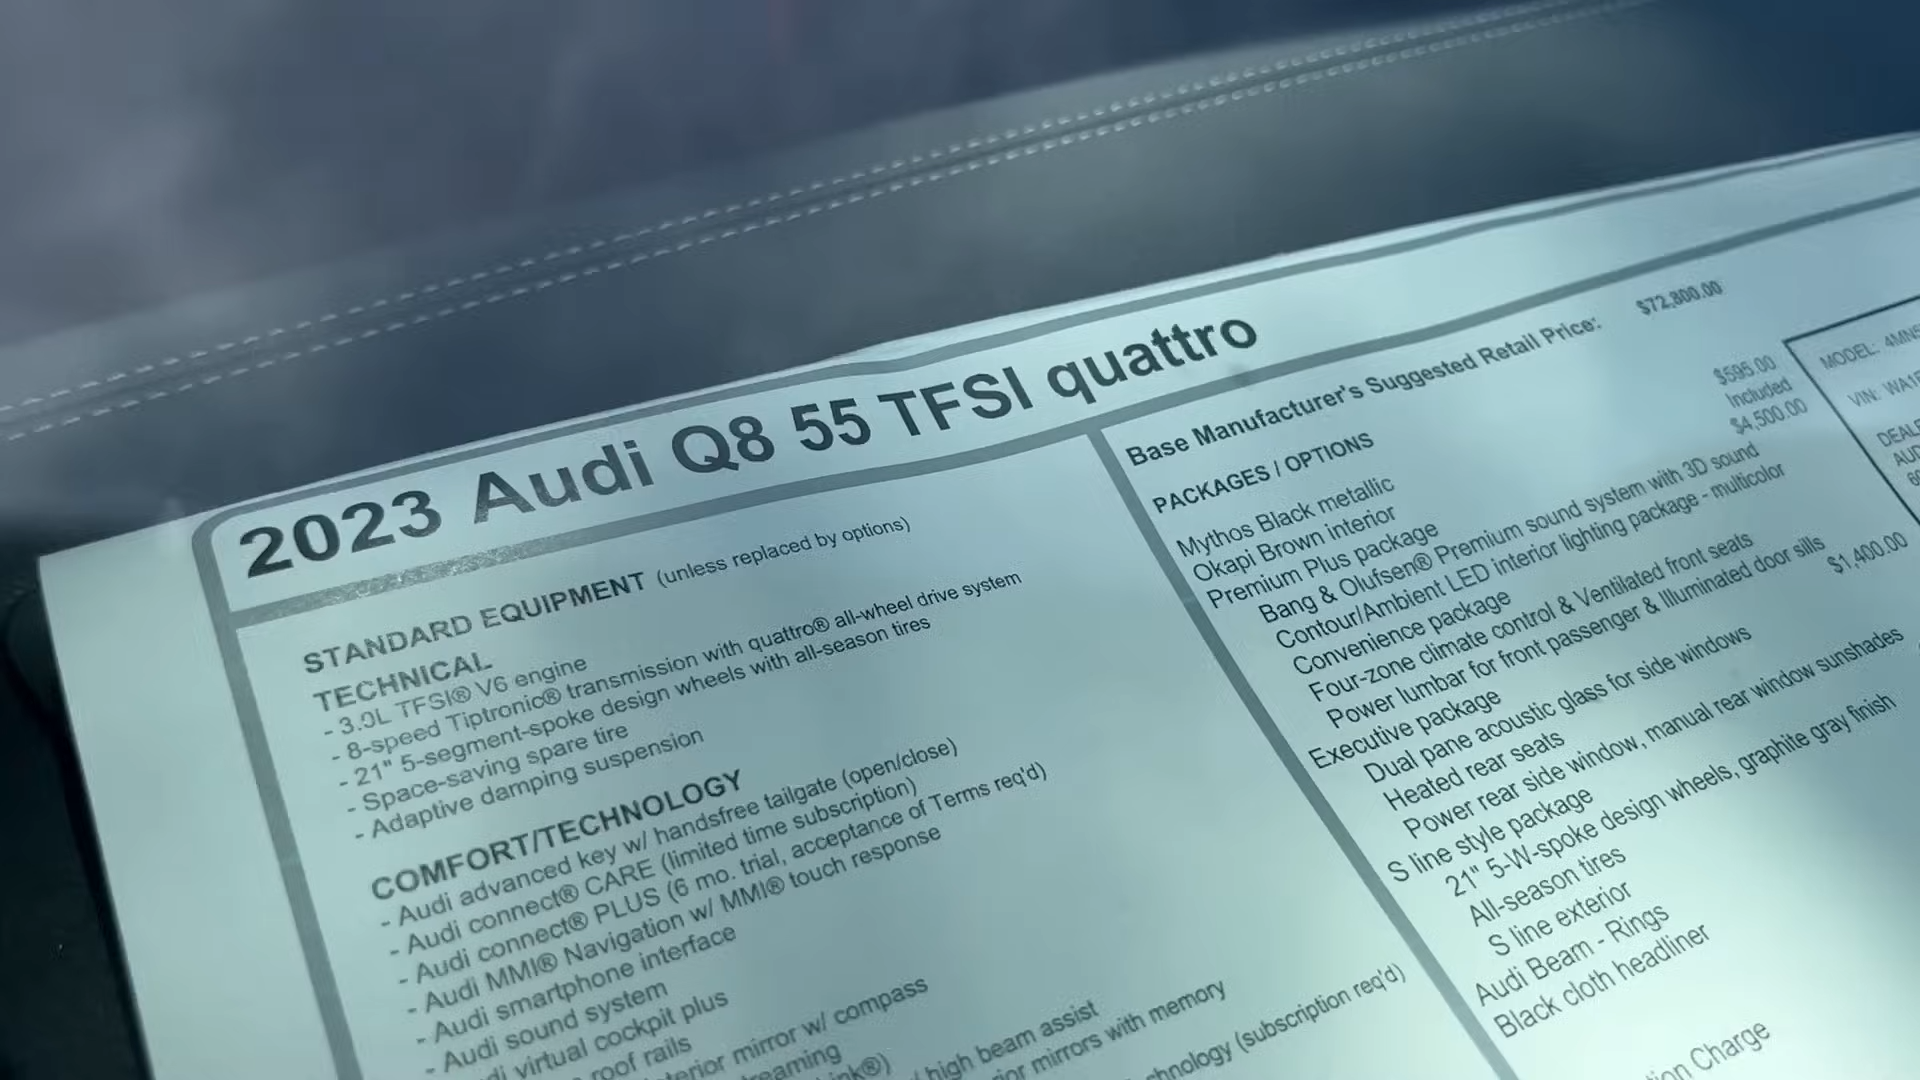 2023 Audi Q8 55 TFSI quattro
STANDARD EQUIPMENT (unless replaced by options)
TECHNICAL
- 3.0L TFSI® V6 engine
- 8-speed Tiptronic® transmission with quattro® all-wheel drive system
- 21" 5-segment-spoke design wheels with all-season tires
- Space-saving spare tire
- Adaptive damping suspension
COMFORT/TECHNOLOGY
- Audi advanced key w/ handsfree tailgate (open/close)
- Audi connect® CARE (limited time subscription)
- Audi connect® PLUS (6 mo. trial, acceptance of Terms req'd)
- Audi MMI® Navigation w/ MMI® touch response
- Audi smartphone interface
- Audi sound system
virtual cockpit plus
roof rails
mirror w/ compass
high beam assist
mirrors with memory
(subscription req'd)
Base Manufacturer's Suggested Retail Price: $72,800.00
PACKAGES / OPTIONS
Mythos Black metallic $595.00
Okapi Brown interior Included
Premium Plus package $4,500.00
Bang & Olufsen® Premium sound system with 3D sound
Contour/Ambient LED interior lighting package - multicolor
Convenience package
Four-zone climate control & Ventilated front seats
Power lumbar for front passenger & Illuminated door sills
Executive package $1,400.00
Dual pane acoustic glass for side windows
Heated rear seats
Power rear side window, manual rear window sunshades
S line style package
21" 5-W-spoke design wheels, graphite gray finish
All-season tires
S line exterior
Audi Beam - Rings
Black cloth headliner
Charge
MODEL:
VIN: